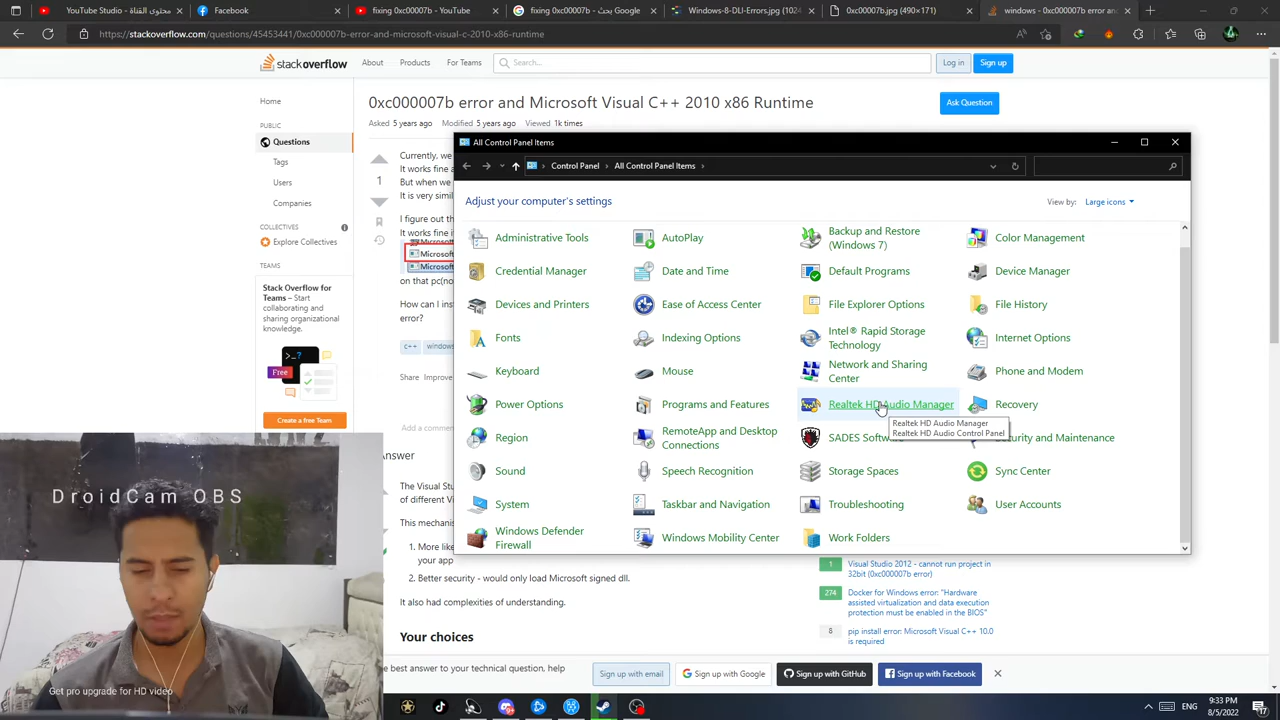 fixing 0xc00007b - YouTube
Facebook
0xc00007b - YouTube
fixing 0xc00007b - بحث Google
Windows-8-DLl-Errors.jpg (064
0xc00007b.jpg (490×171)
windows - 0xc00007b error an
https://stackoverflow.com/questions/45453441/0xc000007b-error-and-microsoft-visual-c-2010-x86-runtime
stackoverflow
About
Products
For Teams
Search...
Log in
Sign up
Home
PUBLIC
Questions
Tags
Users
Companies
COLLECTIVES
Explore Collectives
TEAMS
Stack Overflow for
Teams – Start
collaborating and
sharing organizational
knowledge.
Free
Create a free Team
0xc000007b error and Microsoft Visual C++ 2010 x86 Runtime
Ask Question
Asked 5 years ago
Modified 5 years ago
Viewed 1k times
1
Currently, we
It works fine a
But when we
It is very simil
I figure out th
It works fine i
Microsoft
Microsoft
Microsoft
on that pc(no
How can I inst
error?
c++
windows
Share
Improve
Add a comme
Answer
The Visual Stu
of different Vi
This mechanis
1. More like
your app
2. Better security - would only load Microsoft signed dll.
It also had complexities of understanding.
Your choices
All Control Panel Items
Control Panel
All Control Panel Items
Adjust your computer's settings
View by:
Large icons
Administrative Tools
AutoPlay
Backup and Restore
(Windows 7)
Color Management
Credential Manager
Date and Time
Default Programs
Device Manager
Devices and Printers
Ease of Access Center
File Explorer Options
File History
Fonts
Indexing Options
Intel® Rapid Storage
Technology
Internet Options
Keyboard
Mouse
Network and Sharing
Center
Phone and Modem
Power Options
Programs and Features
Realtek HD Audio Manager
Recovery
Realtek HD Audio Manager
Realtek HD Audio Control Panel
Region
RemoteApp and Desktop
Connections
SADES Softw
Security and Maintenance
Sound
Speech Recognition
Storage Spaces
Sync Center
System
Taskbar and Navigation
Troubleshooting
User Accounts
Windows Defender
Firewall
Windows Mobility Center
Work Folders
1
Visual Studio 2012 - cannot run project in
32bit (0xc000007b error)
274
Docker for Windows error: "Hardware
assisted virtualization and data execution
protection must be enabled in the BIOS"
8
pip install error: Microsoft Visual C++ 10.0
is required
he best answer to your technical question, help
Sign up with email
Sign up with Google
Sign up with GitHub
Sign up with Facebook
DroidCam OBS
Get pro upgrade for HD video
ENG
9:33 PM
8/5/2022